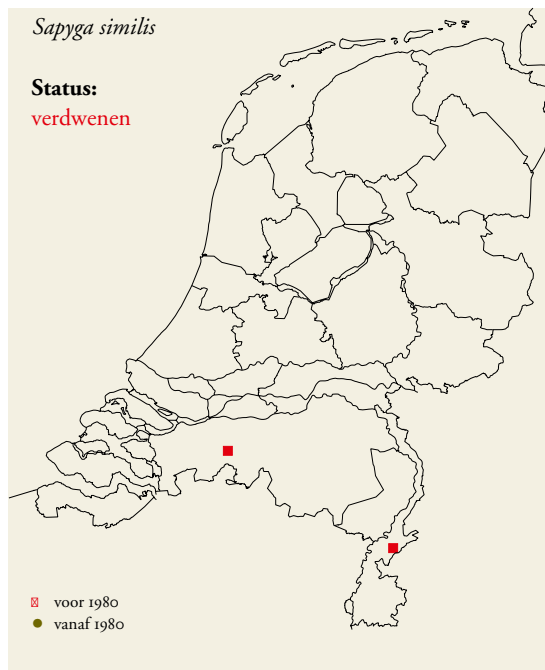 Sapyga similis
Status:
verdwenen
voor 1980
vanaf 1980